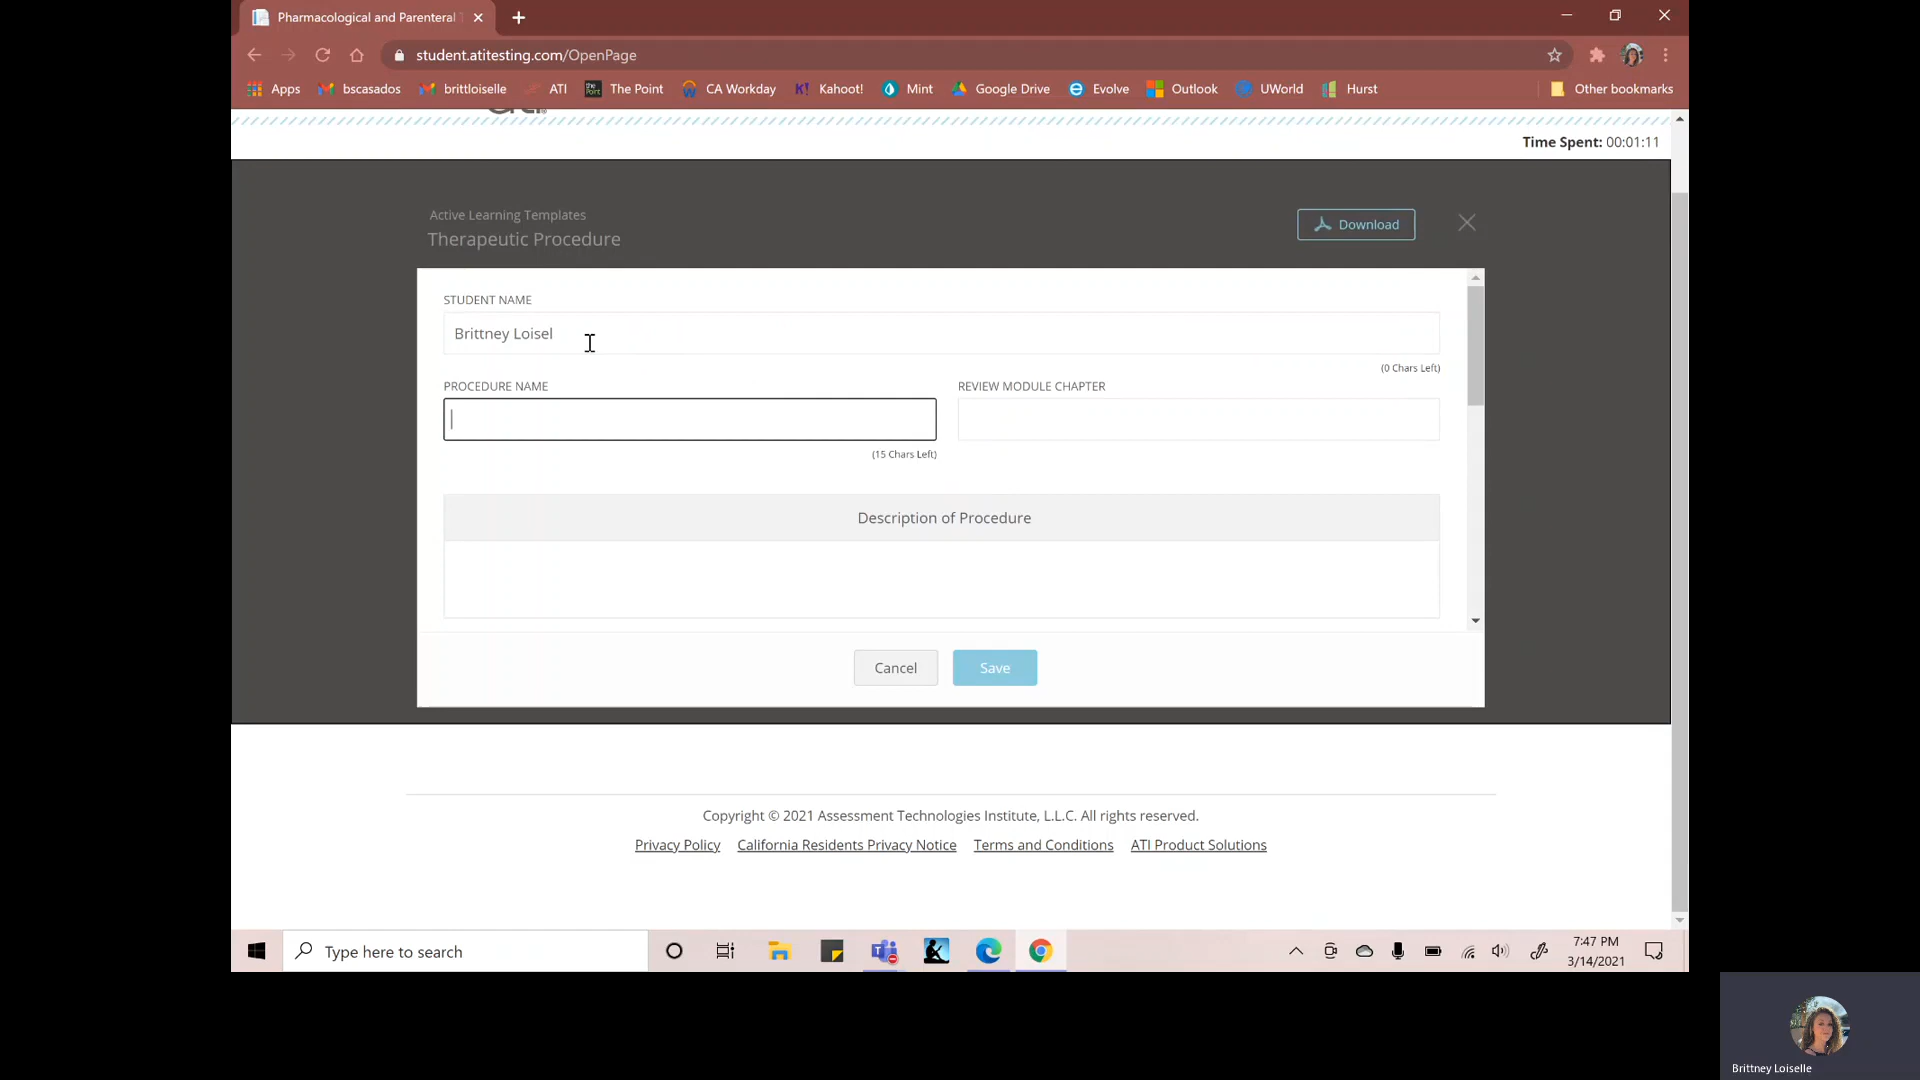 Pharmacological and Parenteral T
student.atitesting.com/OpenPage
Apps bscasados brittloiselle ATI The Point CA Workday Kahoot! Mint Google Drive Evolve Outlook UWorld Hurst Other bookmarks
Time Spent: 00:01:11
Active Learning Templates
Therapeutic Procedure
Download
STUDENT NAME
Brittney Loisel
(0 Chars Left)
PROCEDURE NAME REVIEW MODULE CHAPTER
(15 Chars Left)
Description of Procedure
Cancel Save
Copyright © 2021 Assessment Technologies Institute, L.L.C. All rights reserved.
Privacy Policy California Residents Privacy Notice Terms and Conditions ATI Product Solutions
Type here to search
7:47 PM
3/14/2021
Brittney Loiselle